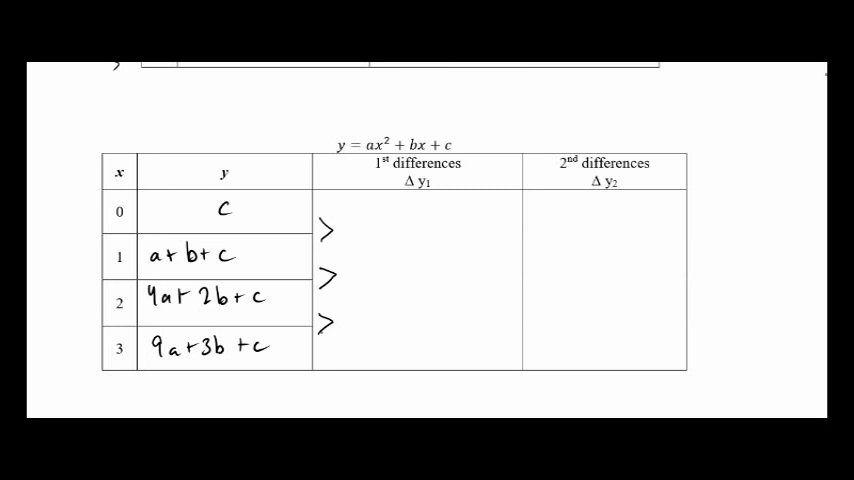 y = ax² + bx + c
x y 1st differences Δ y₁ 2nd differences Δ y₂
0 c
1 a+b+c
2 4a+2b+c
3 9a+3b+c